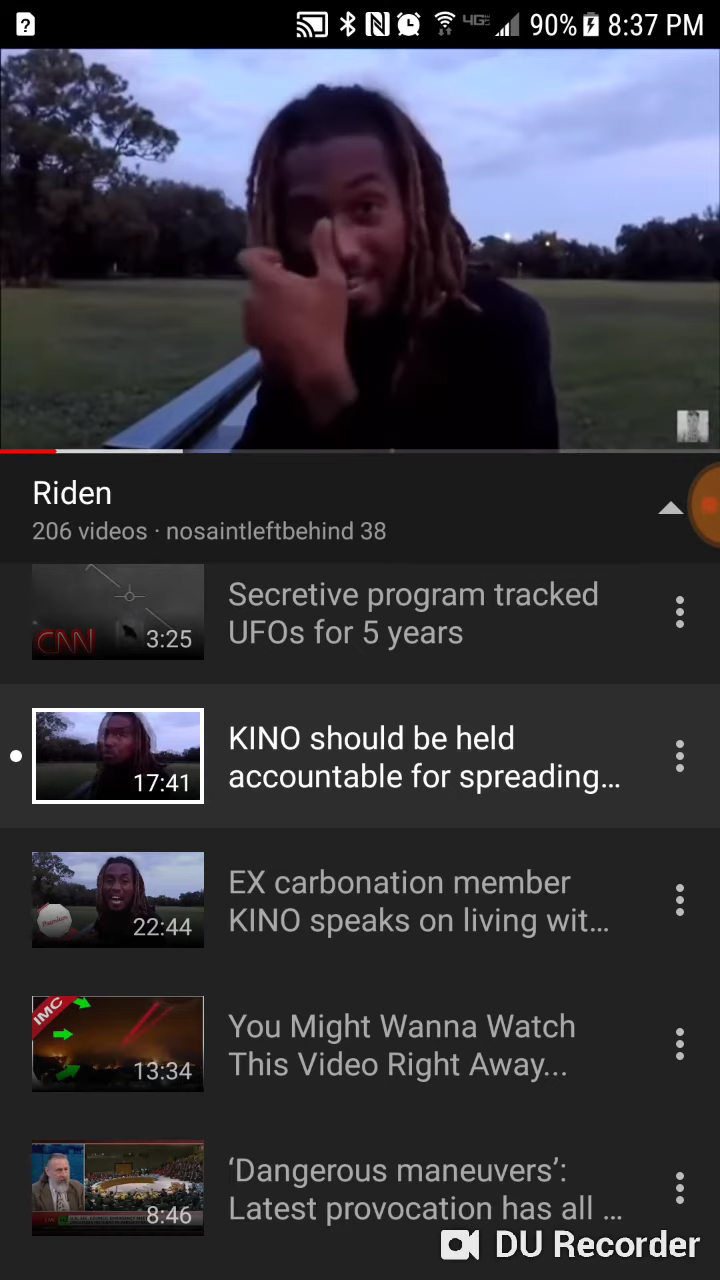 4G 90% 8:37 PM
Riden
206 videos · nosaintleftbehind 38
Secretive program tracked
UFOs for 5 years
CNN 3:25
KINO should be held
accountable for spreading...
17:41
EX carbonation member
KINO speaks on living wit...
22:44
You Might Wanna Watch
This Video Right Away...
IMC
13:34
‘Dangerous maneuvers’:
Latest provocation has all ...
8:46
DU Recorder